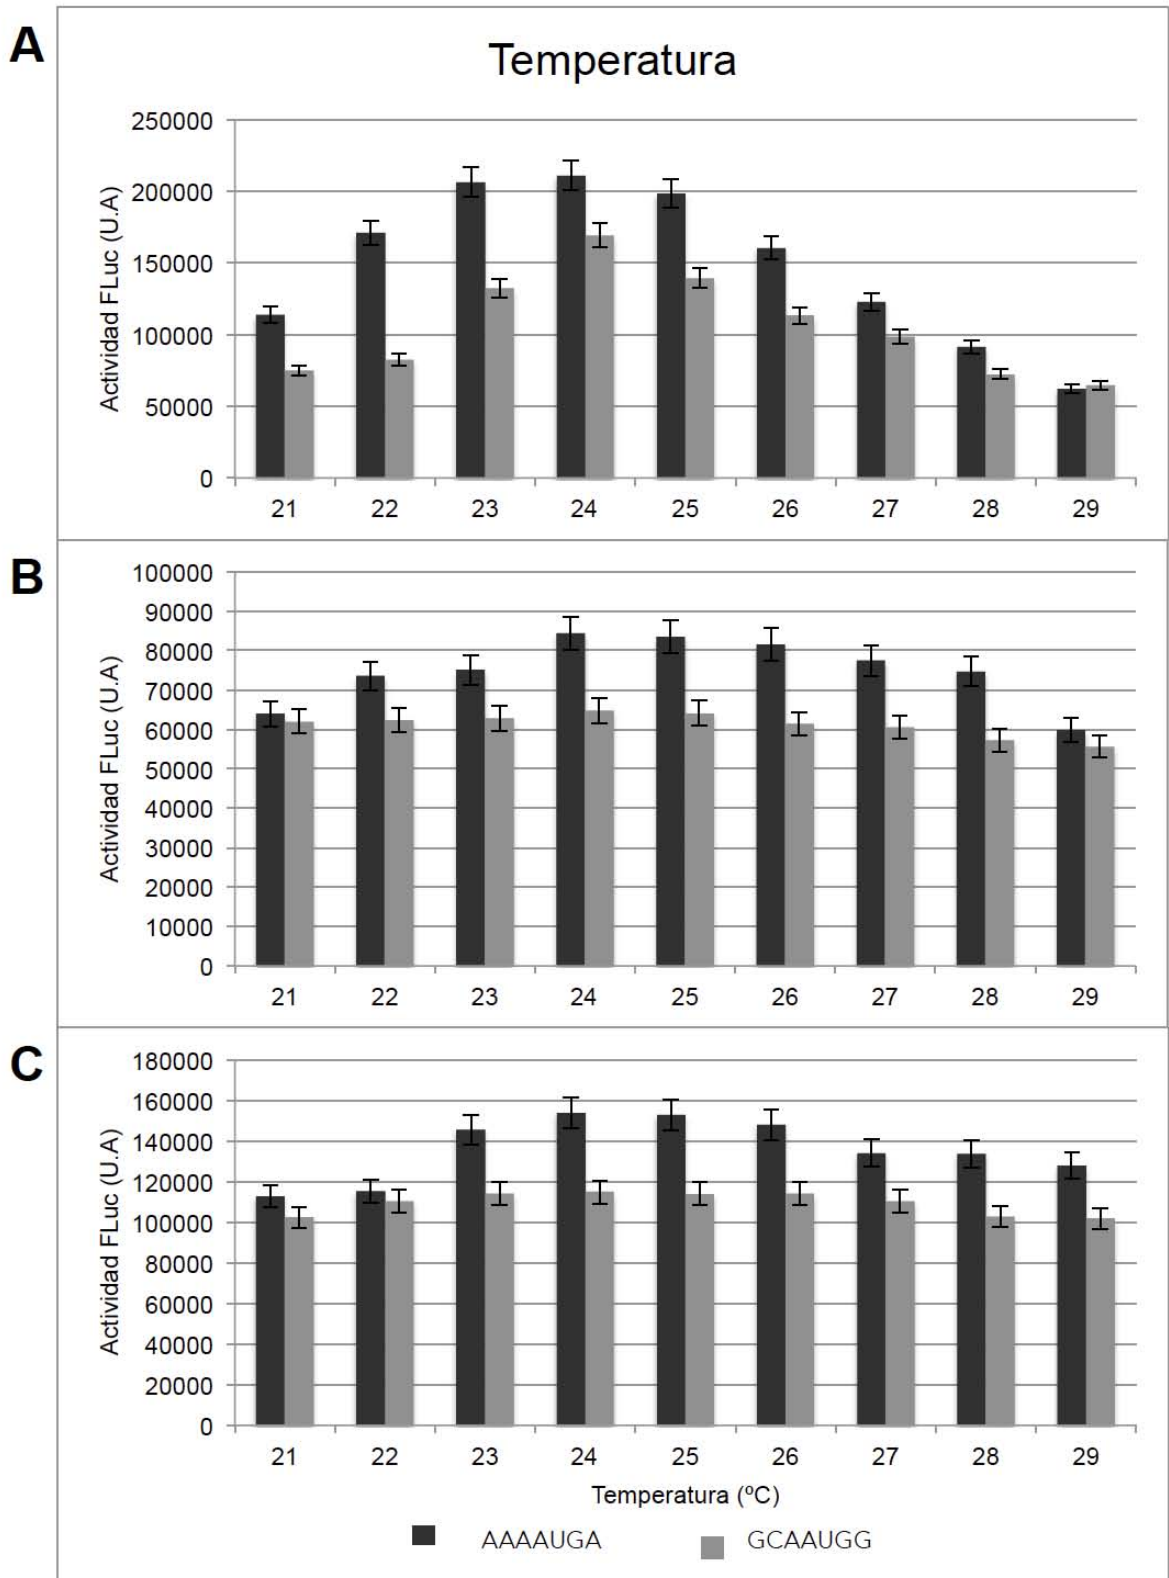 A
Temperatura
Actividad FLuc (U.A)
250000
200000
150000
100000
50000
0
21 22 23 24 25 26 27 28 29
B
Actividad FLuc (U.A)
100000
90000
80000
70000
60000
50000
40000
30000
20000
10000
0
21 22 23 24 25 26 27 28 29
C
Actividad FLuc (U.A)
180000
160000
140000
120000
100000
80000
60000
40000
20000
0
21 22 23 24 25 26 27 28 29
Temperatura (ºC)
AAAAUGA GCAAUGG